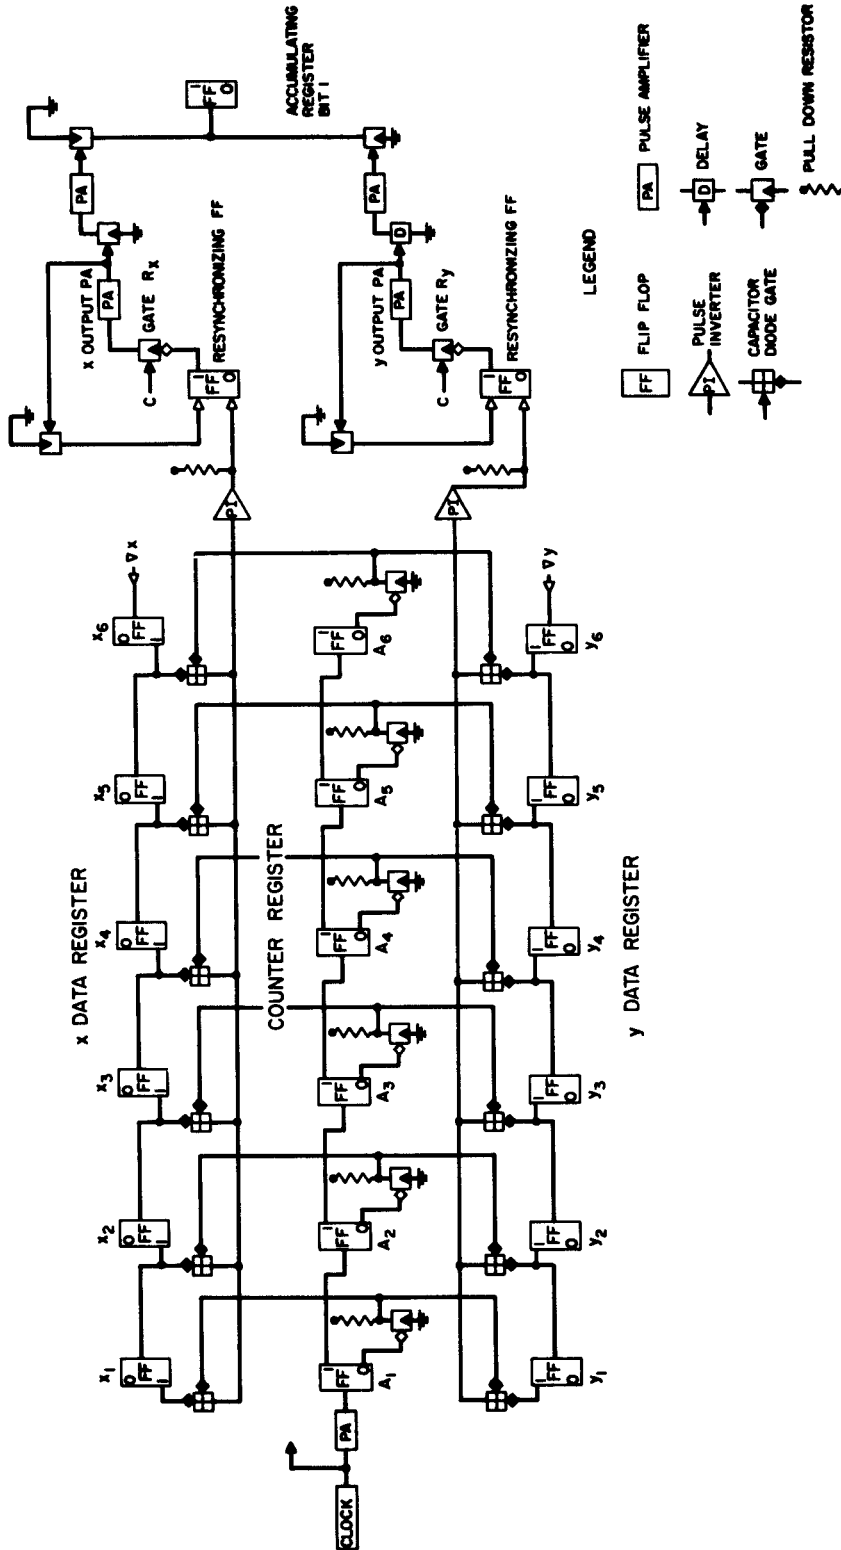 x DATA REGISTER
x1
x2
x3
x4
x5
x6
0
FF
1
0
FF
1
0
FF
1
0
FF
1
0
FF
1
0
FF
1
∇x
COUNTER REGISTER
CLOCK
PA
1
FF
0
A1
1
FF
0
A2
1
FF
0
A3
1
FF
0
A4
1
FF
0
A5
1
FF
0
A6
1
FF
0
1
FF
0
1
FF
0
1
FF
0
1
FF
0
1
FF
0
∇y
y1
y2
y3
y4
y5
y6
y DATA REGISTER
PI
PI
C
x OUTPUT PA
PA
GATE Rx
1
FF
0
RESYNCHRONIZING FF
PA
C
y OUTPUT PA
PA
GATE Ry
1
FF
0
RESYNCHRONIZING FF
D
PA
1
FF
0
ACCUMULATING
REGISTER
BIT 1
LEGEND
FF FLIP FLOP
PA PULSE AMPLIFIER
PI PULSE
INVERTER
D DELAY
CAPACITOR
DIODE GATE
GATE
PULL DOWN RESISTOR